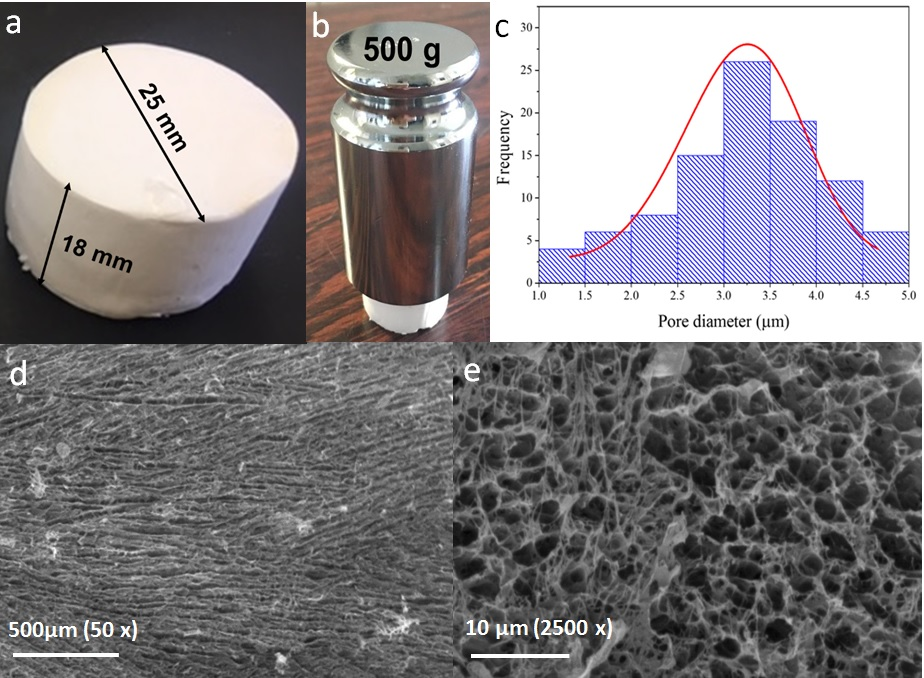 a
25 mm
18 mm
b
500 g
c
30
25
20
15
10
5
0
Frequency
1.0 1.5 2.0 2.5 3.0 3.5 4.0 4.5 5.0
Pore diameter (μm)
d
500μm (50 x)
e
10 μm (2500 x)